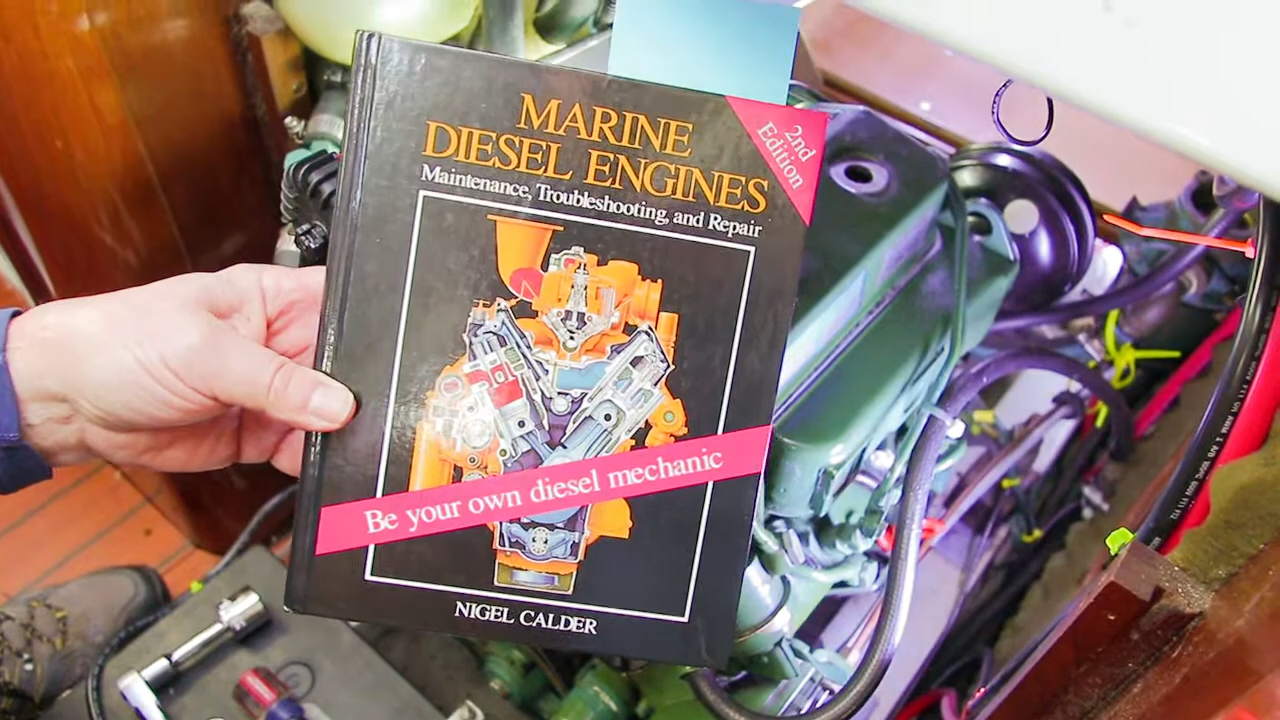 MARINE
DIESEL ENGINES
Maintenance, Troubleshooting, and Repair
2nd
Edition
Be your own diesel mechanic
NIGEL CALDER